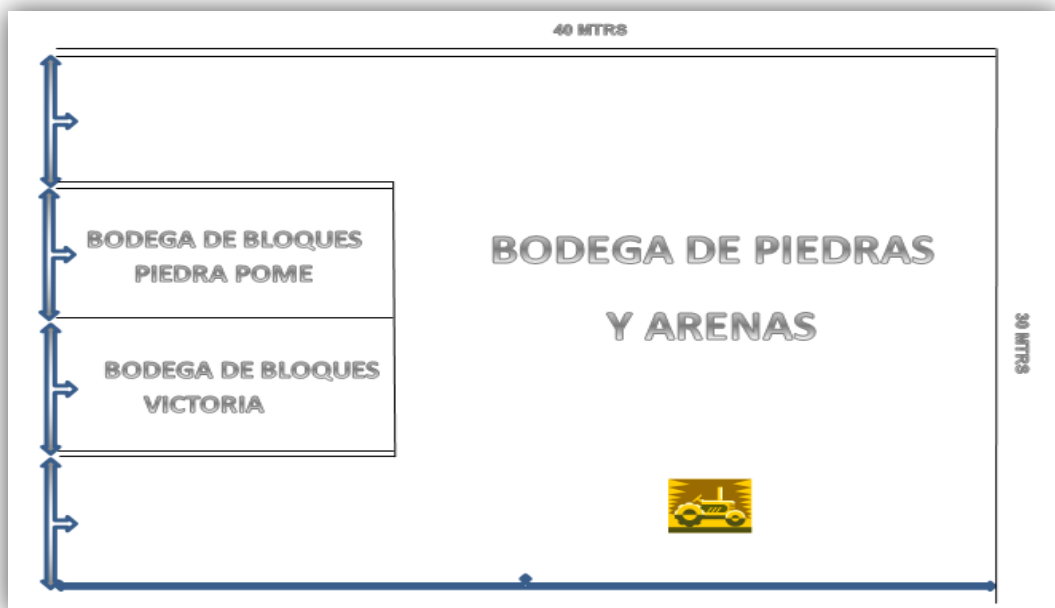 40 MTRS
BODEGA DE BLOQUES
PIEDRA POME
BODEGA DE PIEDRAS
Y ARENAS
30 MTRS
BODEGA DE BLOQUES
VICTORIA